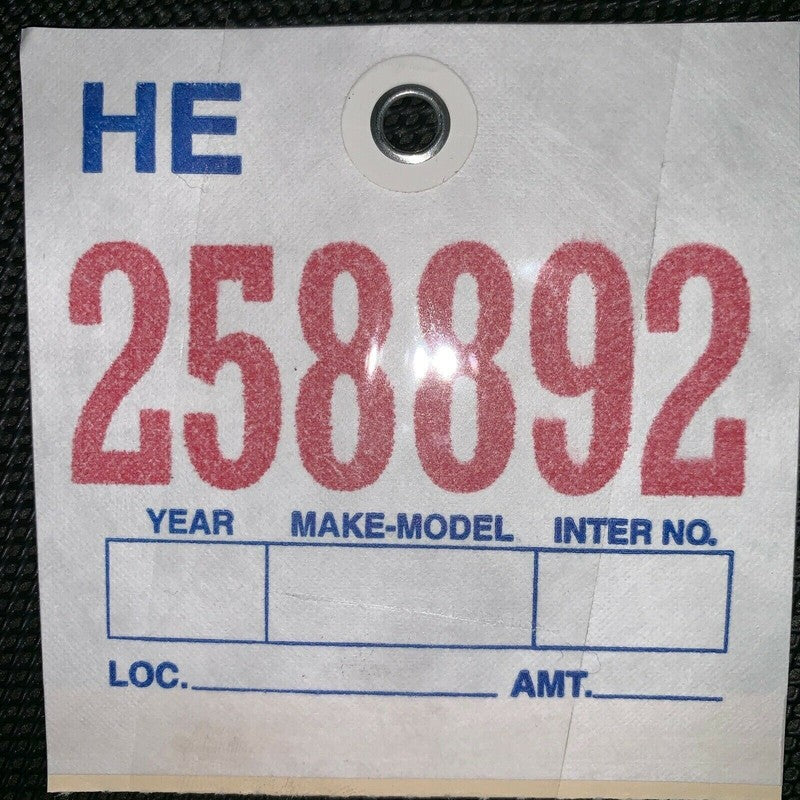 HE
258892
YEAR MAKE-MODEL INTER NO.
LOC. AMT.